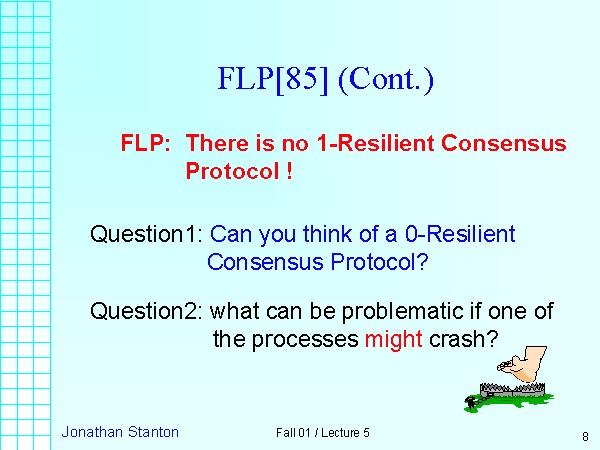 FLP[85] (Cont.)
FLP: There is no 1-Resilient Consensus
Protocol !
Question1: Can you think of a 0-Resilient
Consensus Protocol?
Question2: what can be problematic if one of
the processes might crash?
Jonathan Stanton
Fall 01 / Lecture 5
8